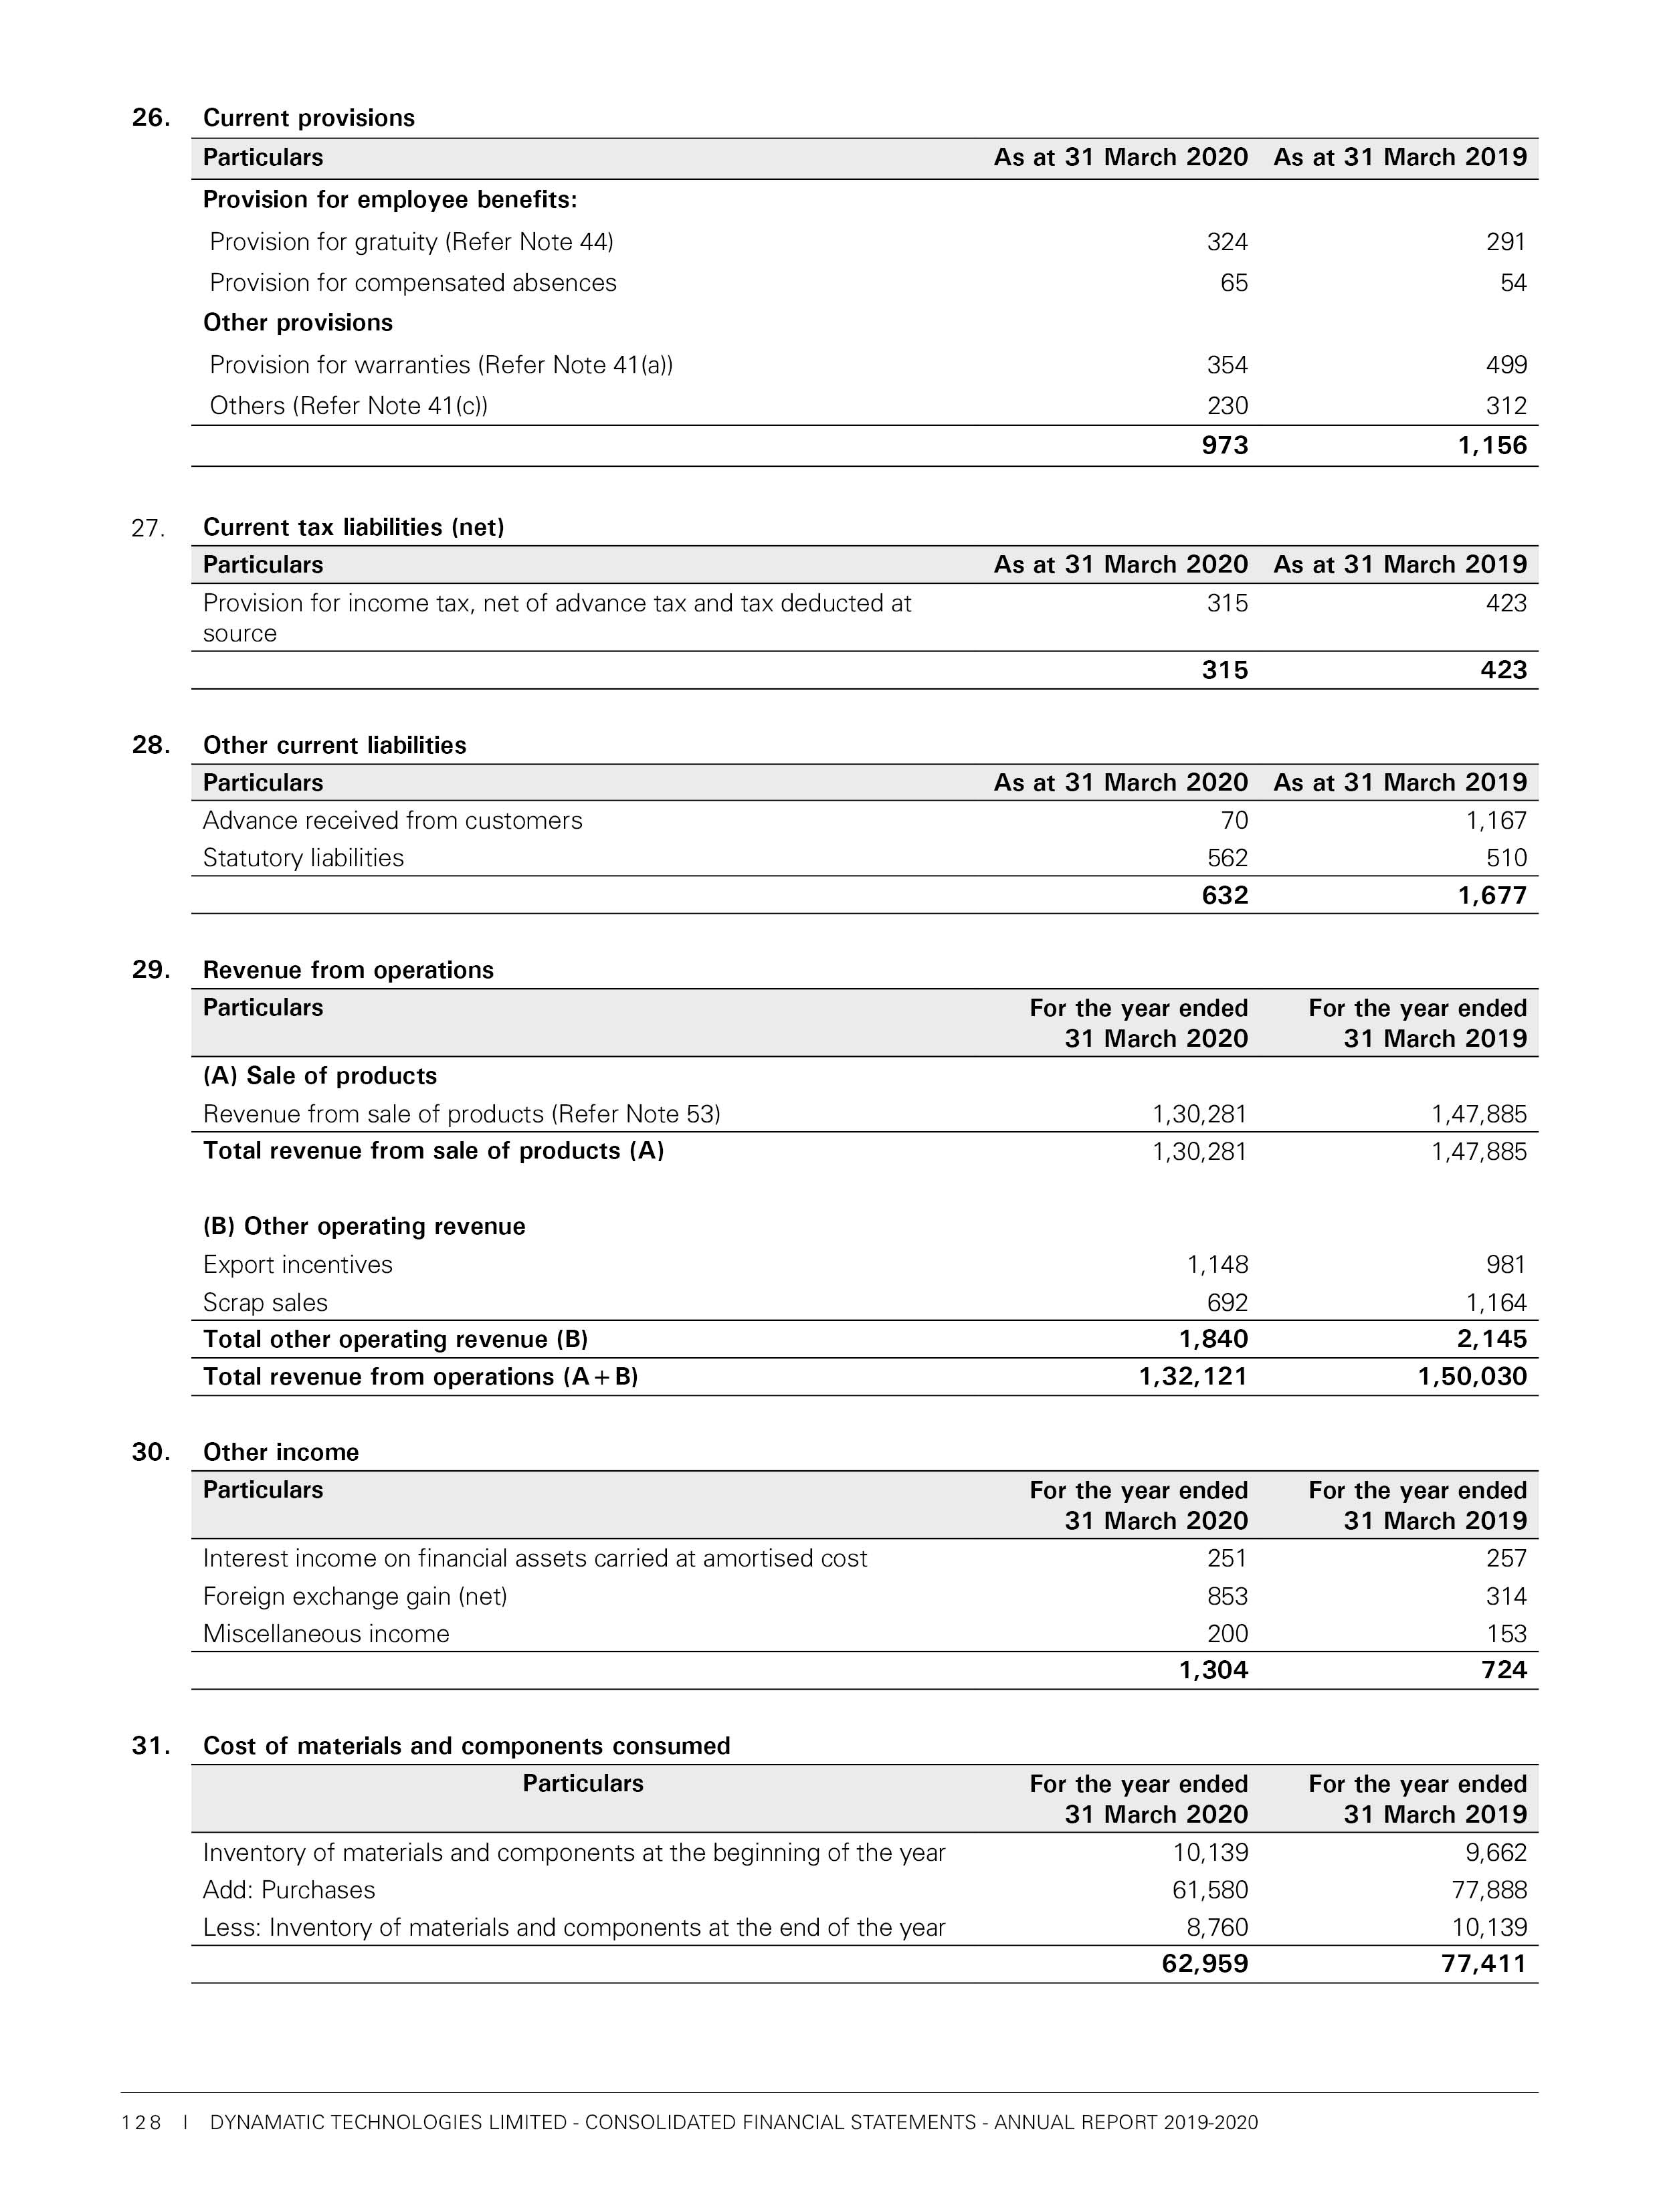 26. Current provisions
Particulars As at 31 March 2020 As at 31 March 2019
Provision for employee benefits:
Provision for gratuity (Refer Note 44) 324 291
Provision for compensated absences 65 54
Other provisions
Provision for warranties (Refer Note 41(a)) 354 499
Others (Refer Note 41(c)) 230 312
973 1,156
27. Current tax liabilities (net)
Particulars As at 31 March 2020 As at 31 March 2019
Provision for income tax, net of advance tax and tax deducted at 315 423
source
315 423
28. Other current liabilities
Particulars As at 31 March 2020 As at 31 March 2019
Advance received from customers 70 1,167
Statutory liabilities 562 510
632 1,677
29. Revenue from operations
Particulars For the year ended For the year ended
31 March 2020 31 March 2019
(A) Sale of products
Revenue from sale of products (Refer Note 53) 1,30,281 1,47,885
Total revenue from sale of products (A) 1,30,281 1,47,885
(B) Other operating revenue
Export incentives 1,148 981
Scrap sales 692 1,164
Total other operating revenue (B) 1,840 2,145
Total revenue from operations (A+B) 1,32,121 1,50,030
30. Other income
Particulars For the year ended For the year ended
31 March 2020 31 March 2019
Interest income on financial assets carried at amortised cost 251 257
Foreign exchange gain (net) 853 314
Miscellaneous income 200 153
1,304 724
31. Cost of materials and components consumed
Particulars For the year ended For the year ended
31 March 2020 31 March 2019
Inventory of materials and components at the beginning of the year 10,139 9,662
Add: Purchases 61,580 77,888
Less: Inventory of materials and components at the end of the year 8,760 10,139
62,959 77,411
128 I DYNAMATIC TECHNOLOGIES LIMITED - CONSOLIDATED FINANCIAL STATEMENTS - ANNUAL REPORT 2019-2020